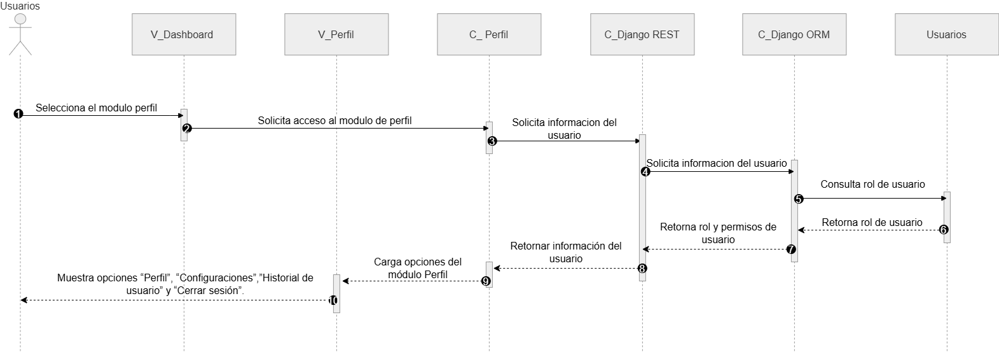 Usuarios
V_Dashboard
V_Perfil
C_ Perfil
C_Django REST
C_Django ORM
Usuarios
1
Selecciona el modulo perfil
2
Solicita acceso al modulo de perfil
3
Solicita informacion del
usuario
4
Solicita informacion del usuario
5
Consulta rol de usuario
6
Retorna rol de usuario
7
Retorna rol y permisos de
usuario
8
Retornar información del
usuario
9
Carga opciones del
módulo Perfil
10
Muestra opciones “Perfil”, “Configuraciones”,”Historial de
usuario” y “Cerrar sesión”.